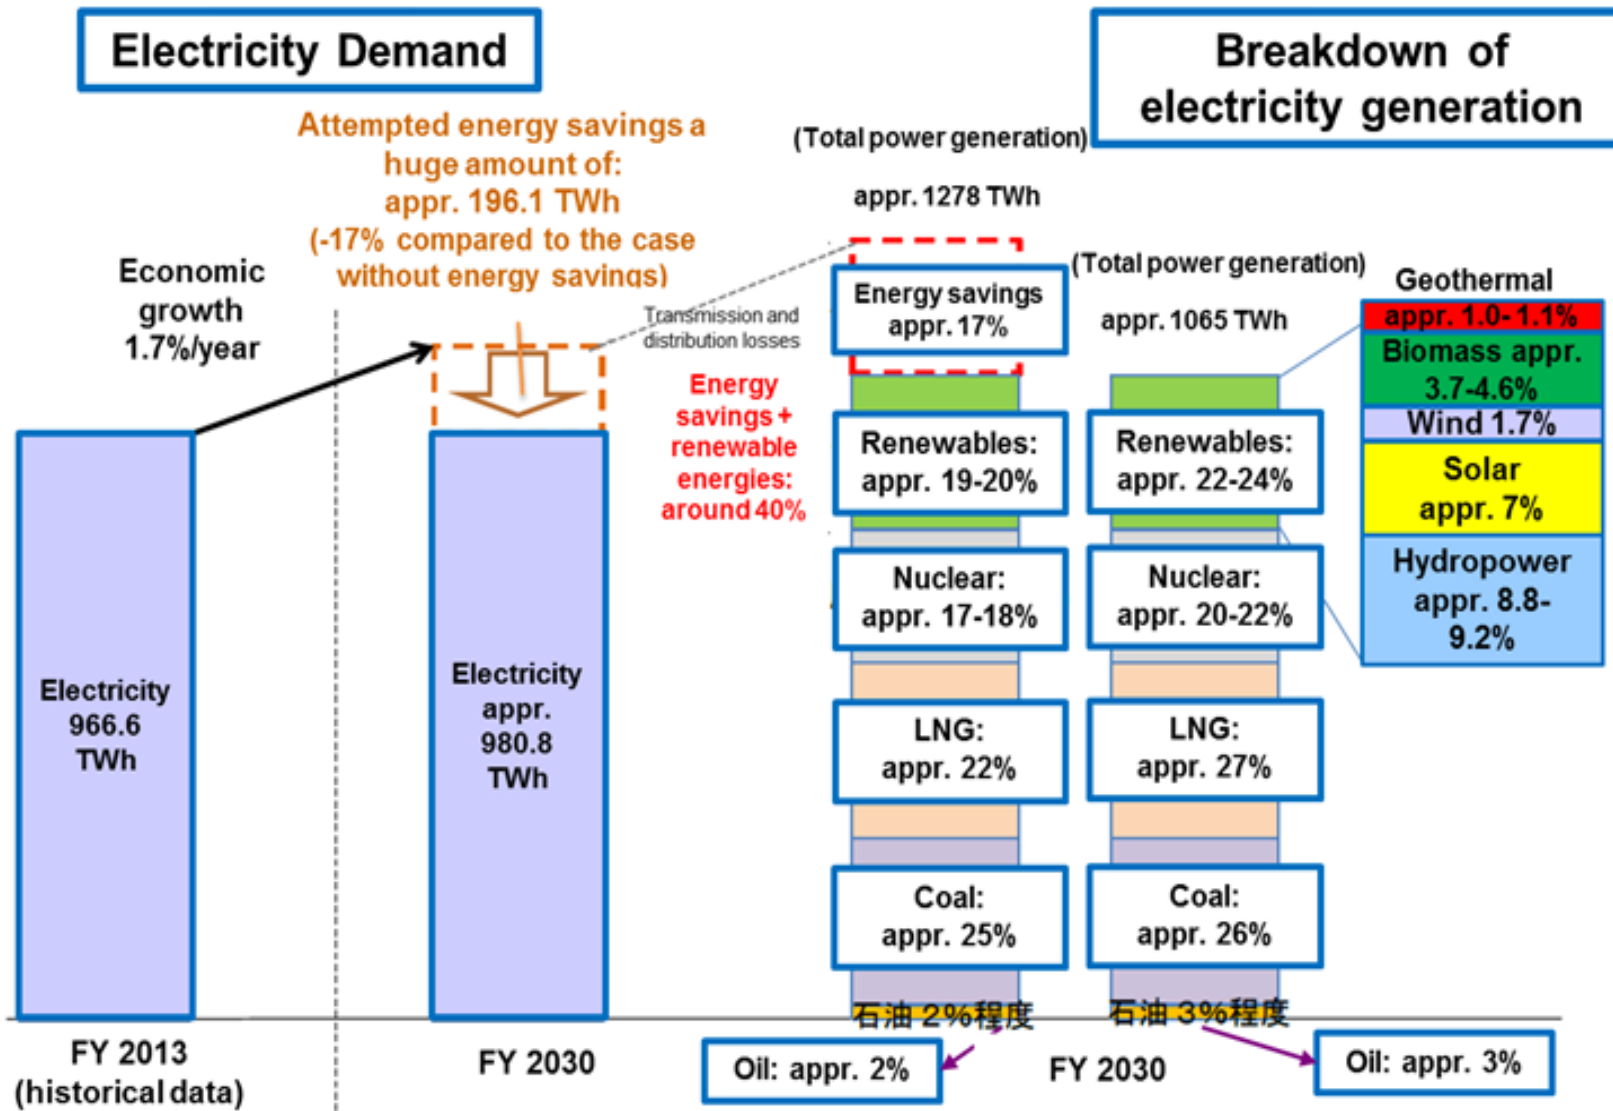 Electricity Demand
Breakdown of
electricity generation
Attempted energy savings a
huge amount of:
appr. 196.1 TWh
(-17% compared to the case
without energy savings)
Economic
growth
1.7%/year
Electricity
966.6
TWh
FY 2013
(historical data)
Electricity
appr.
980.8
TWh
FY 2030
Transmission and
distribution losses
Energy
savings +
renewable
energies:
around 40%
(Total power generation)
appr. 1278 TWh
Energy savings
appr. 17%
Renewables:
appr. 19-20%
Nuclear:
appr. 17-18%
LNG:
appr. 22%
Coal:
appr. 25%
石油 2%程度
Oil: appr. 2%
(Total power generation)
appr. 1065 TWh
Renewables:
appr. 22-24%
Nuclear:
appr. 20-22%
LNG:
appr. 27%
Coal:
appr. 26%
石油 3%程度
Oil: appr. 3%
FY 2030
Geothermal
appr. 1.0- 1.1%
Biomass appr.
3.7-4.6%
Wind 1.7%
Solar
appr. 7%
Hydropower
appr. 8.8-
9.2%